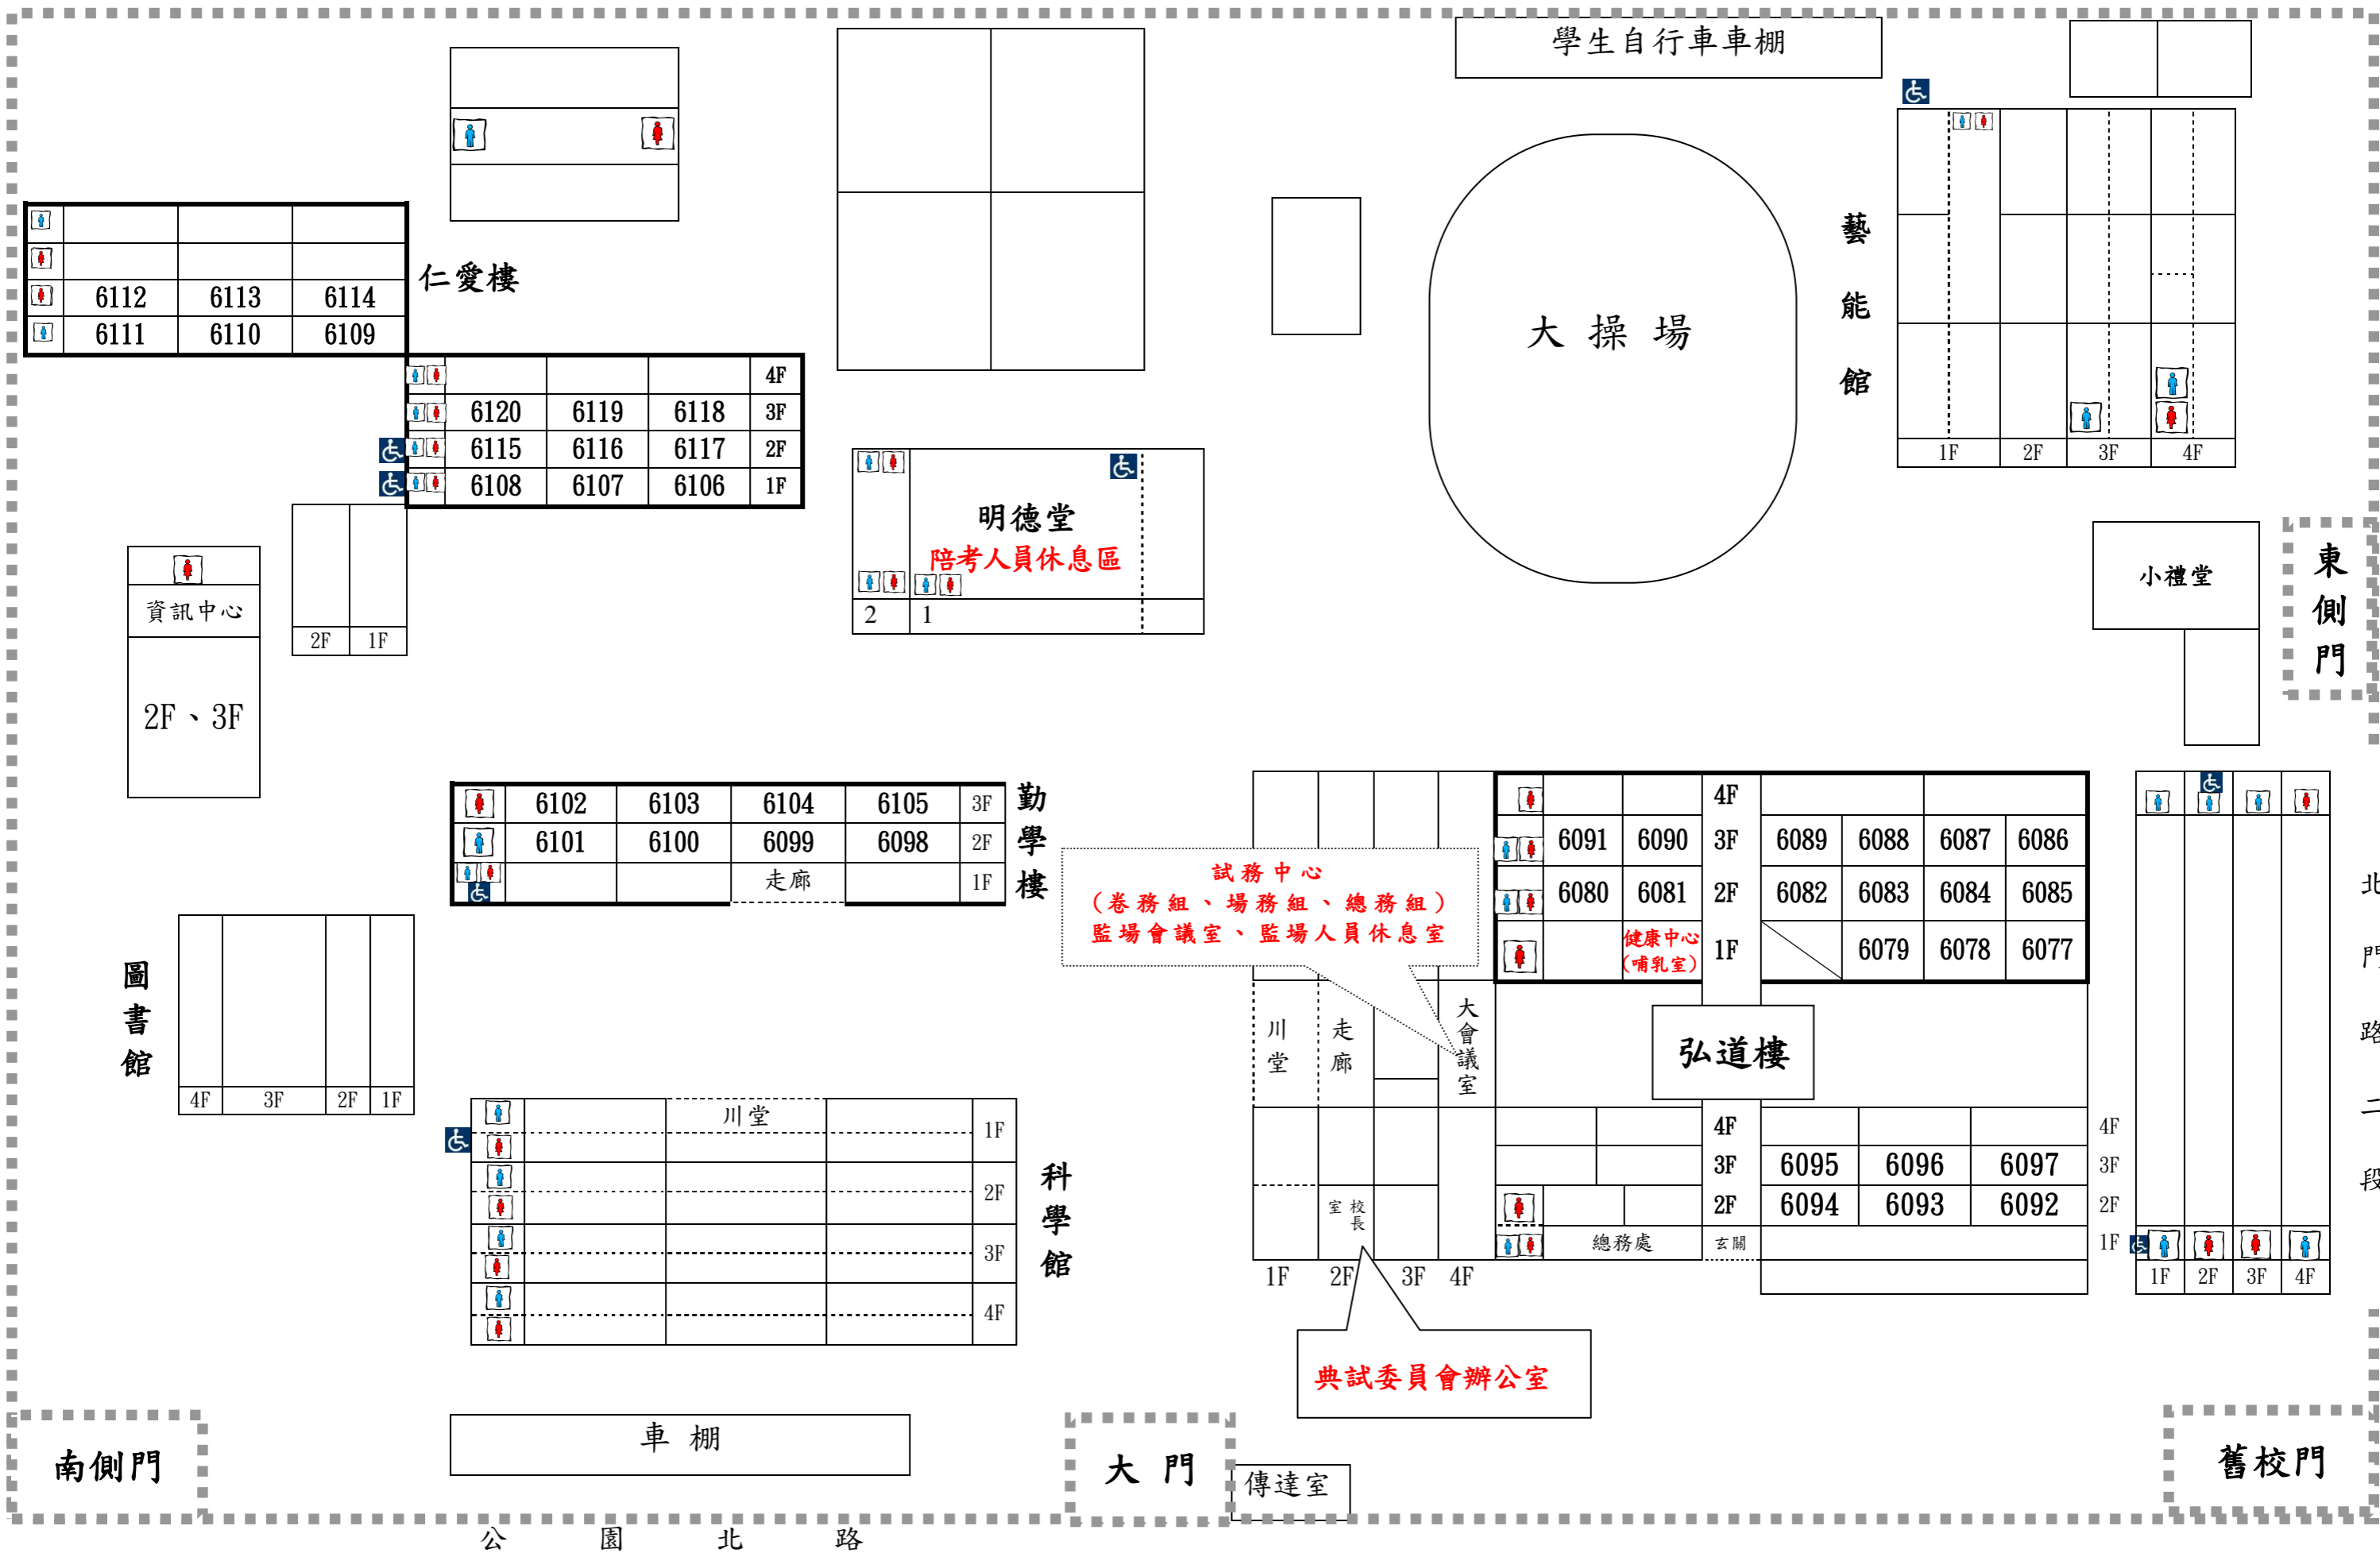 學生自行車車棚
仁愛樓
6112 6113 6114
6111 6110 6109
4F
6120 6119 6118 3F
6115 6116 6117 2F
6108 6107 6106 1F
2F 1F
資訊中心
2F、3F
明德堂
陪考人員休息區
2 1
大操場
藝能館
1F 2F 3F 4F
小禮堂
東側門
6102 6103 6104 6105 3F
6101 6100 6099 6098 2F
走廊 1F
勤學樓
試務中心
(卷務組、場務組、總務組)
監場會議室、監場人員休息室
4F
6091 6090 3F 6089 6088 6087 6086
6080 6081 2F 6082 6083 6084 6085
健康中心
(哺乳室)
1F 6079 6078 6077
川堂
走廊
大會議室
弘道樓
4F 4F
3F 6095 6096 6097 3F
2F 6094 6093 6092 2F
總務處 玄關 1F
校長室
1F 2F 3F 4F
1F 2F 3F 4F
北門路二段
圖書館
4F 3F 2F 1F
川堂
1F
2F
3F
4F
科學館
典試委員會辦公室
南側門
車棚
大門
傳達室
舊校門
公園北路